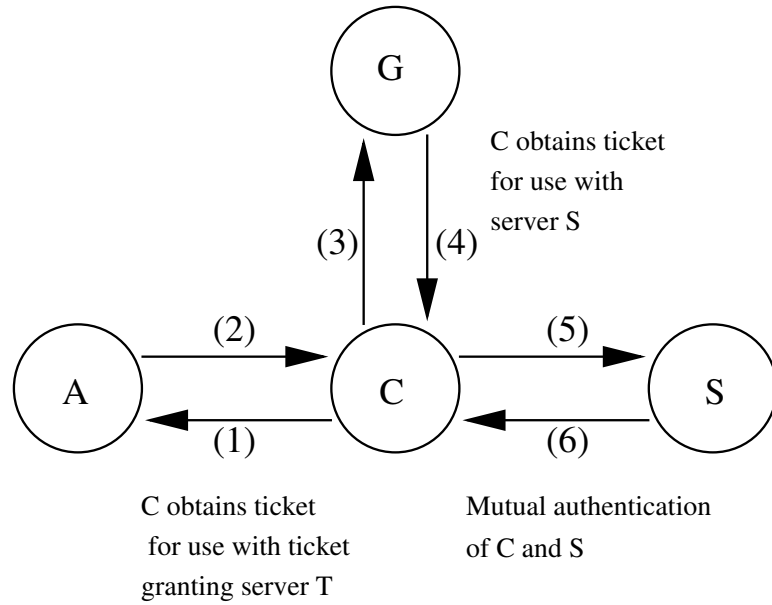 G
C obtains ticket
for use with
server S
(3)
(4)
(2)
(5)
A
C
S
(1)
(6)
C obtains ticket
for use with ticket
granting server T
Mutual authentication
of C and S